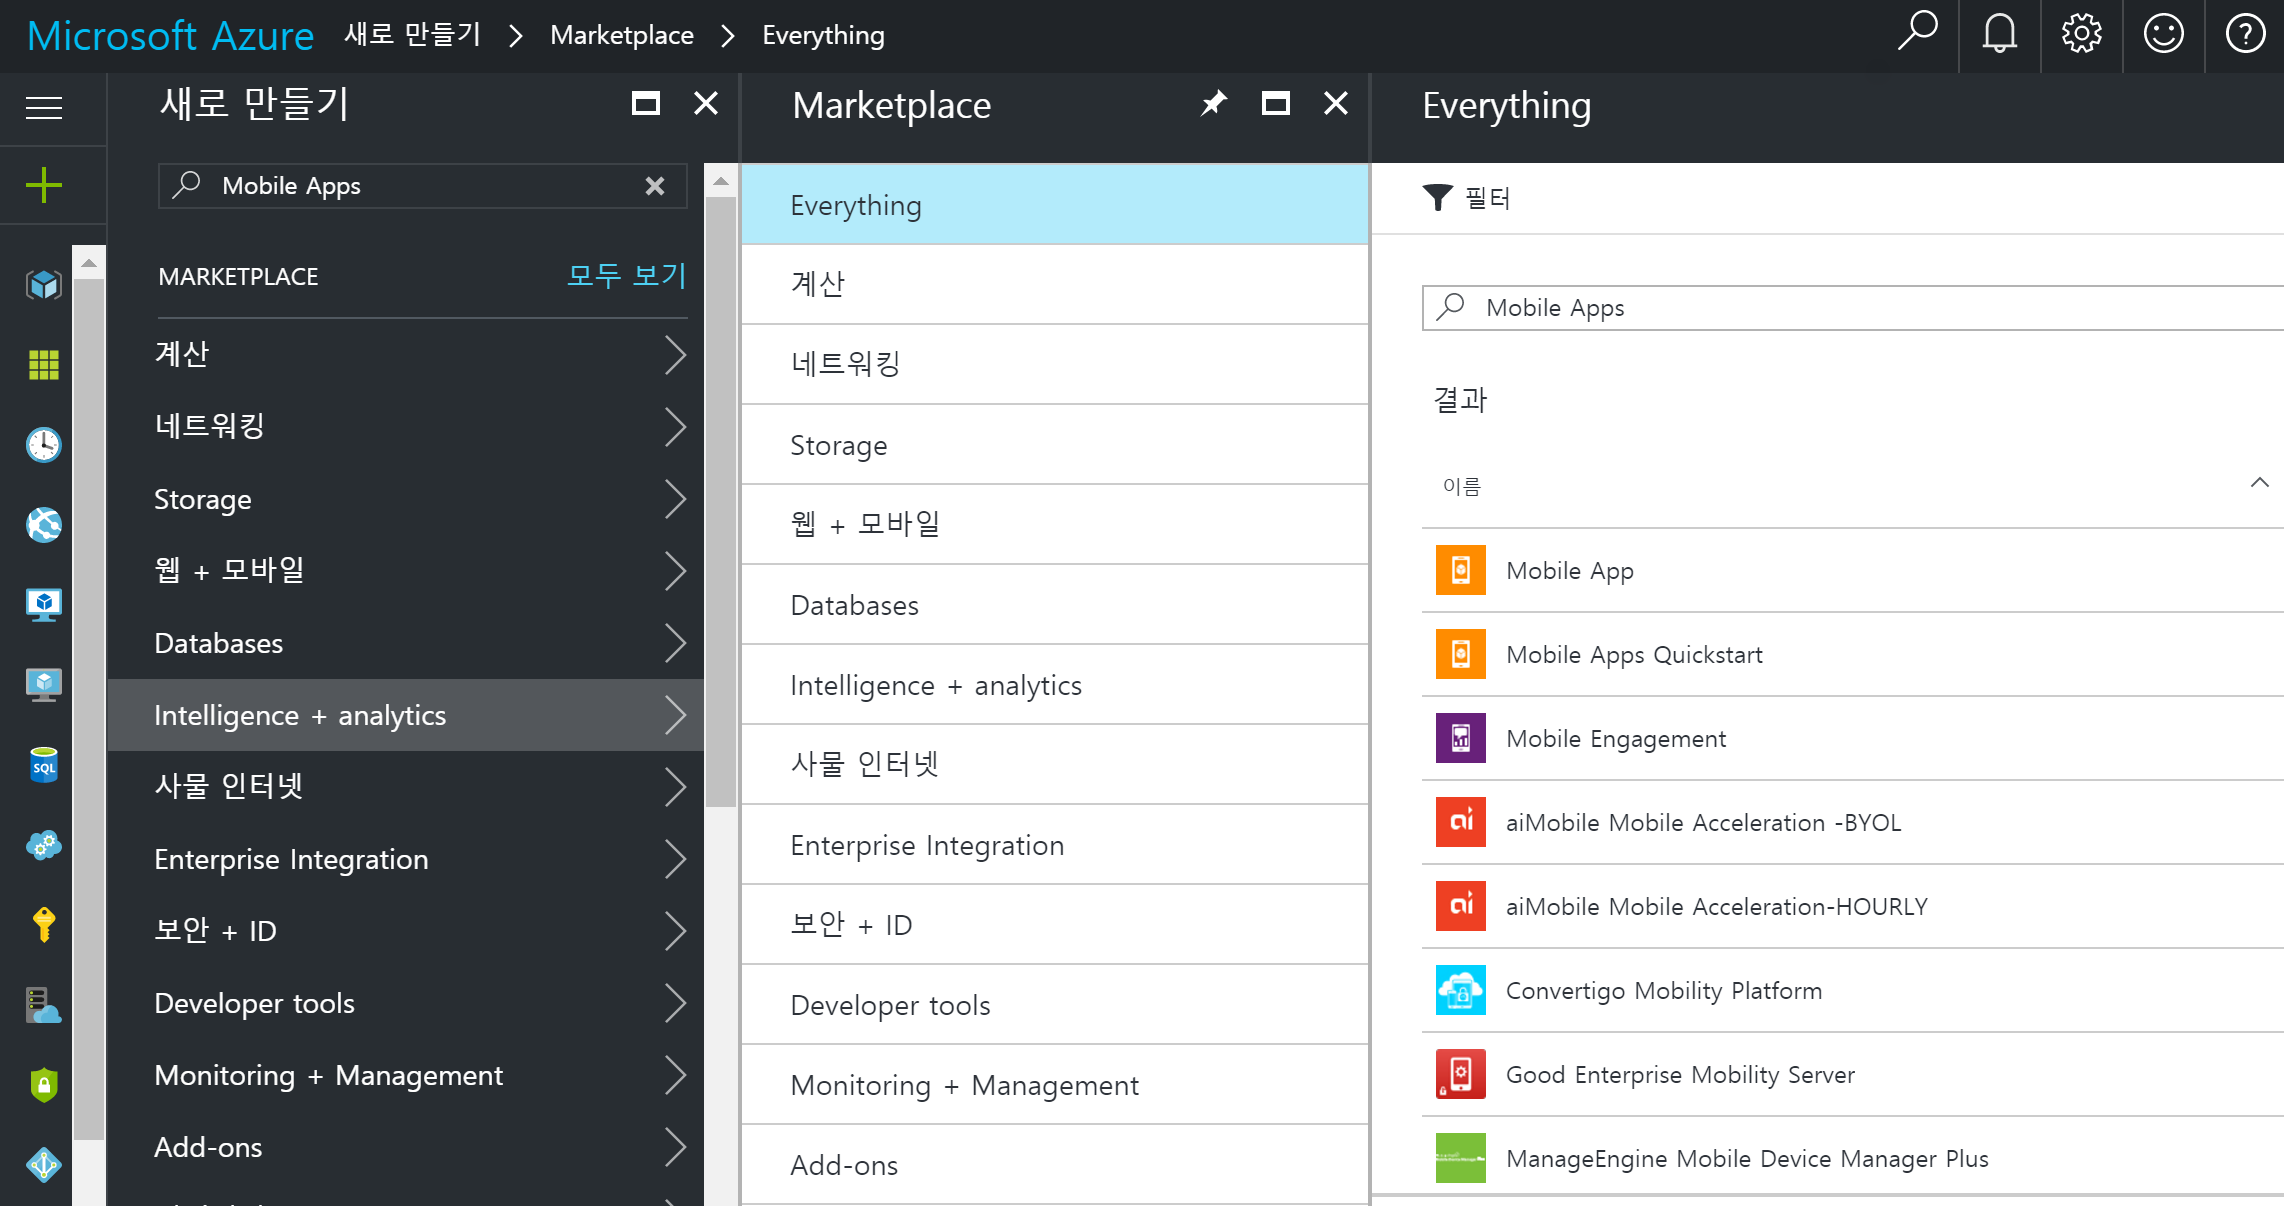 Microsoft Azure 새로 만들기 > Marketplace > Everything
새로 만들기
Mobile Apps
MARKETPLACE 모두 보기
계산
네트워킹
Storage
웹 + 모바일
Databases
Intelligence + analytics
사물 인터넷
Enterprise Integration
보안 + ID
Developer tools
Monitoring + Management
Add-ons
SQL
Marketplace
Everything
계산
네트워킹
Storage
웹 + 모바일
Databases
Intelligence + analytics
사물 인터넷
Enterprise Integration
보안 + ID
Developer tools
Monitoring + Management
Add-ons
Everything
필터
Mobile Apps
결과
이름
Mobile App
Mobile Apps Quickstart
Mobile Engagement
ai
aiMobile Mobile Acceleration -BYOL
ai
aiMobile Mobile Acceleration-HOURLY
Convertigo Mobility Platform
Good Enterprise Mobility Server
ManageEngine Mobile Device Manager Plus